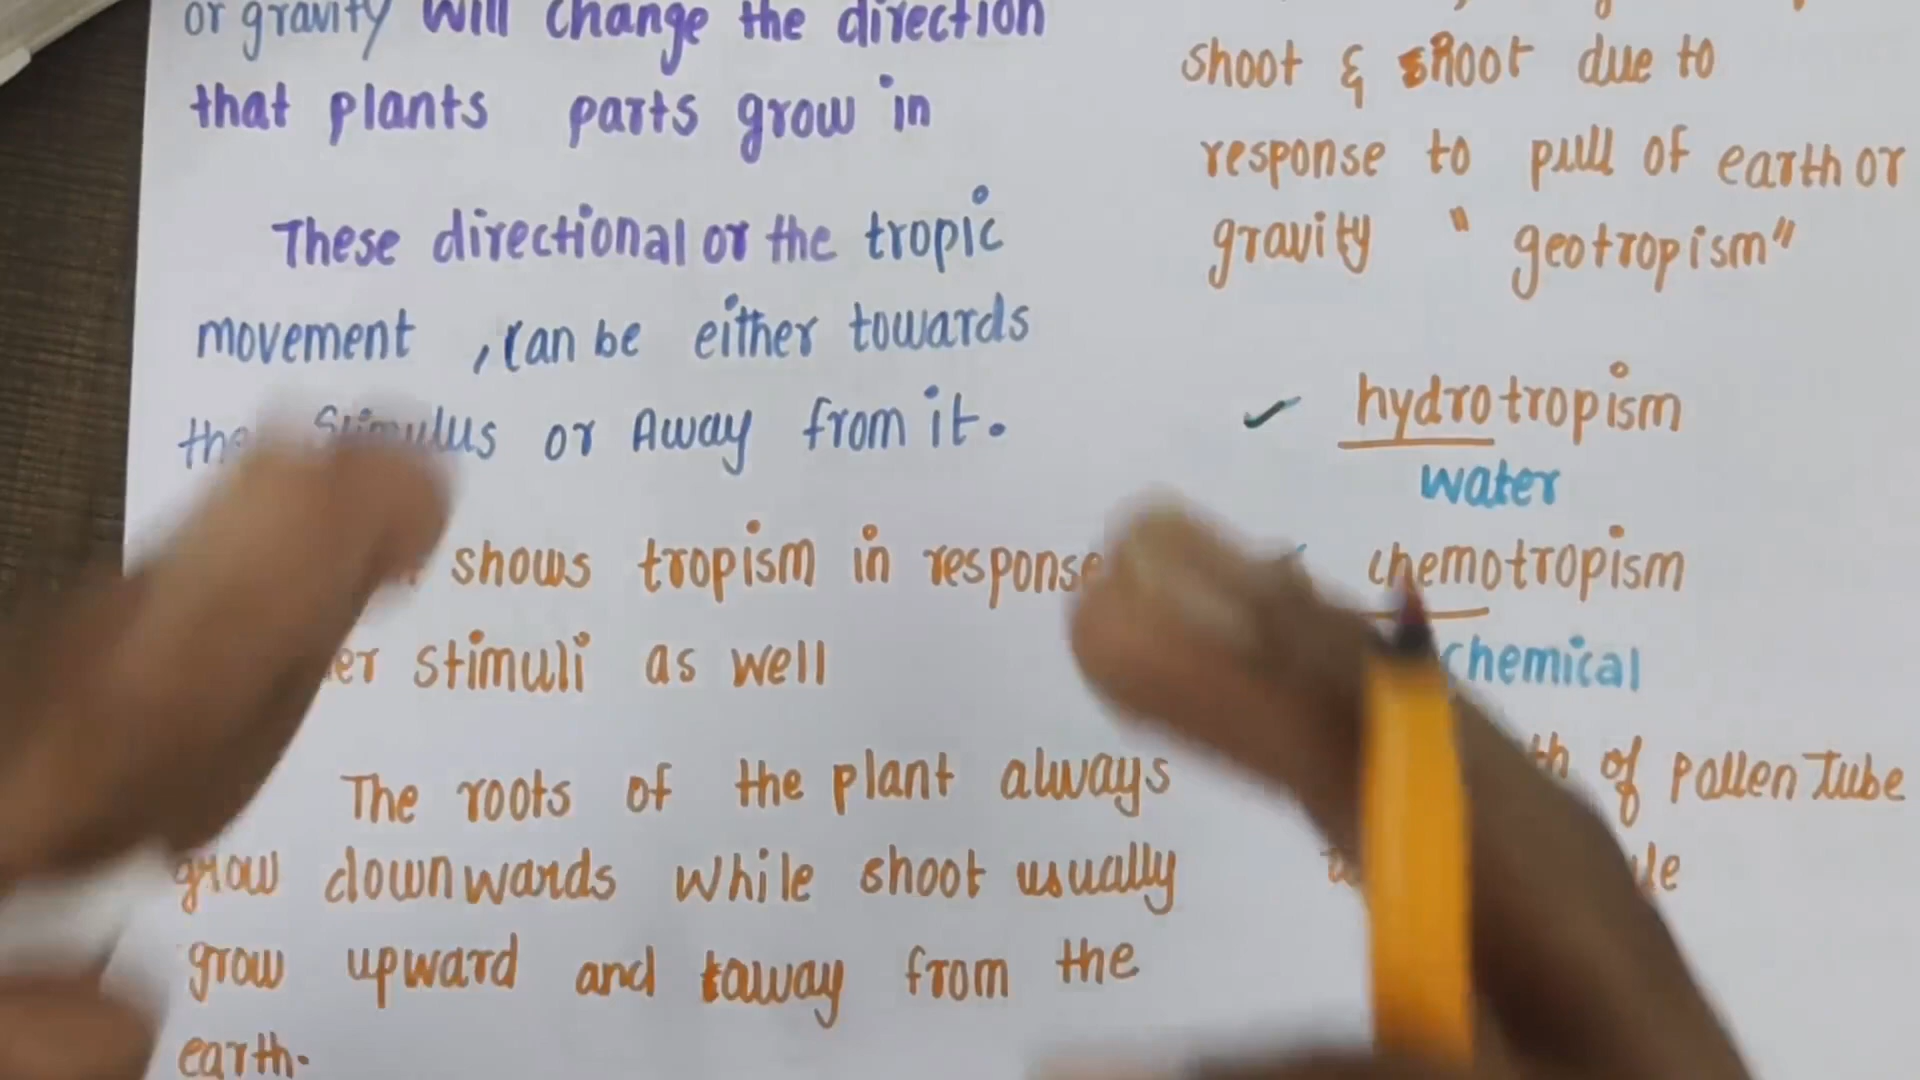 or gravity will change the direction
that plants parts grow in
These directional or the tropic
movement , can be either towards
the stimulus or Away from it.
shows tropism in response
stimuli as well
The roots of the plant always
grow downwards while shoot usually
grow upward and away from the
earth.
shoot & shoot due to
response to pull of earth or
gravity " geotropism"
hydrotropism
water
chemotropism
chemical
of pollen Tube